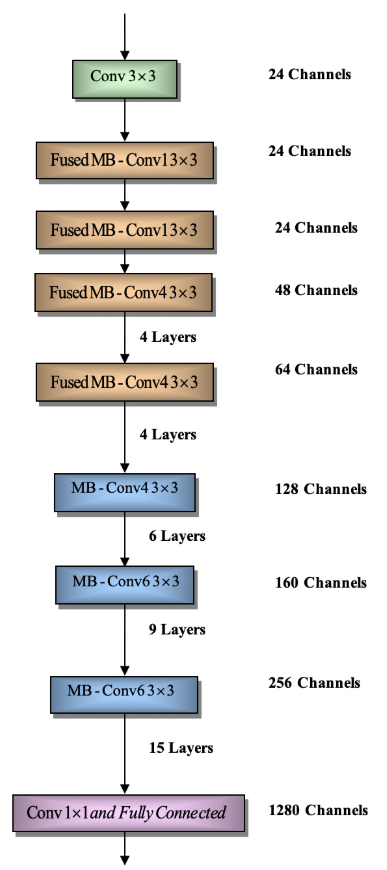 Conv 3×3
24 Channels
Fused MB - Conv1 3×3
24 Channels
Fused MB - Conv1 3×3
24 Channels
Fused MB - Conv4 3×3
48 Channels
4 Layers
Fused MB - Conv4 3×3
64 Channels
4 Layers
MB - Conv4 3×3
128 Channels
6 Layers
MB - Conv6 3×3
160 Channels
9 Layers
MB - Conv6 3×3
256 Channels
15 Layers
Conv 1×1 and Fully Connected
1280 Channels